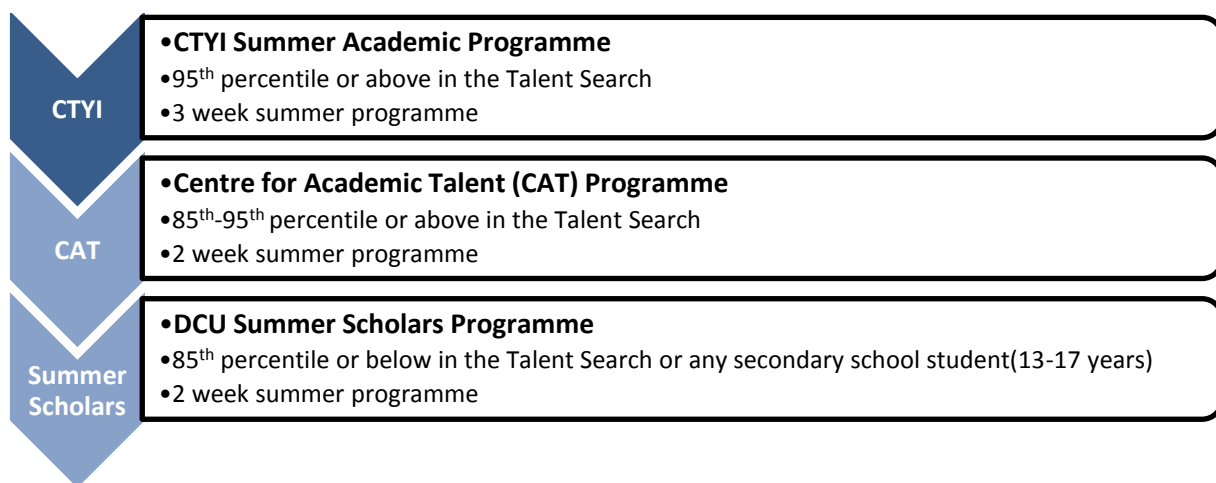 CTYI
•CTYI Summer Academic Programme
•95th percentile or above in the Talent Search
•3 week summer programme
CAT
•Centre for Academic Talent (CAT) Programme
•85th-95th percentile or above in the Talent Search
•2 week summer programme
Summer
Scholars
•DCU Summer Scholars Programme
•85th percentile or below in the Talent Search or any secondary school student(13-17 years)
•2 week summer programme